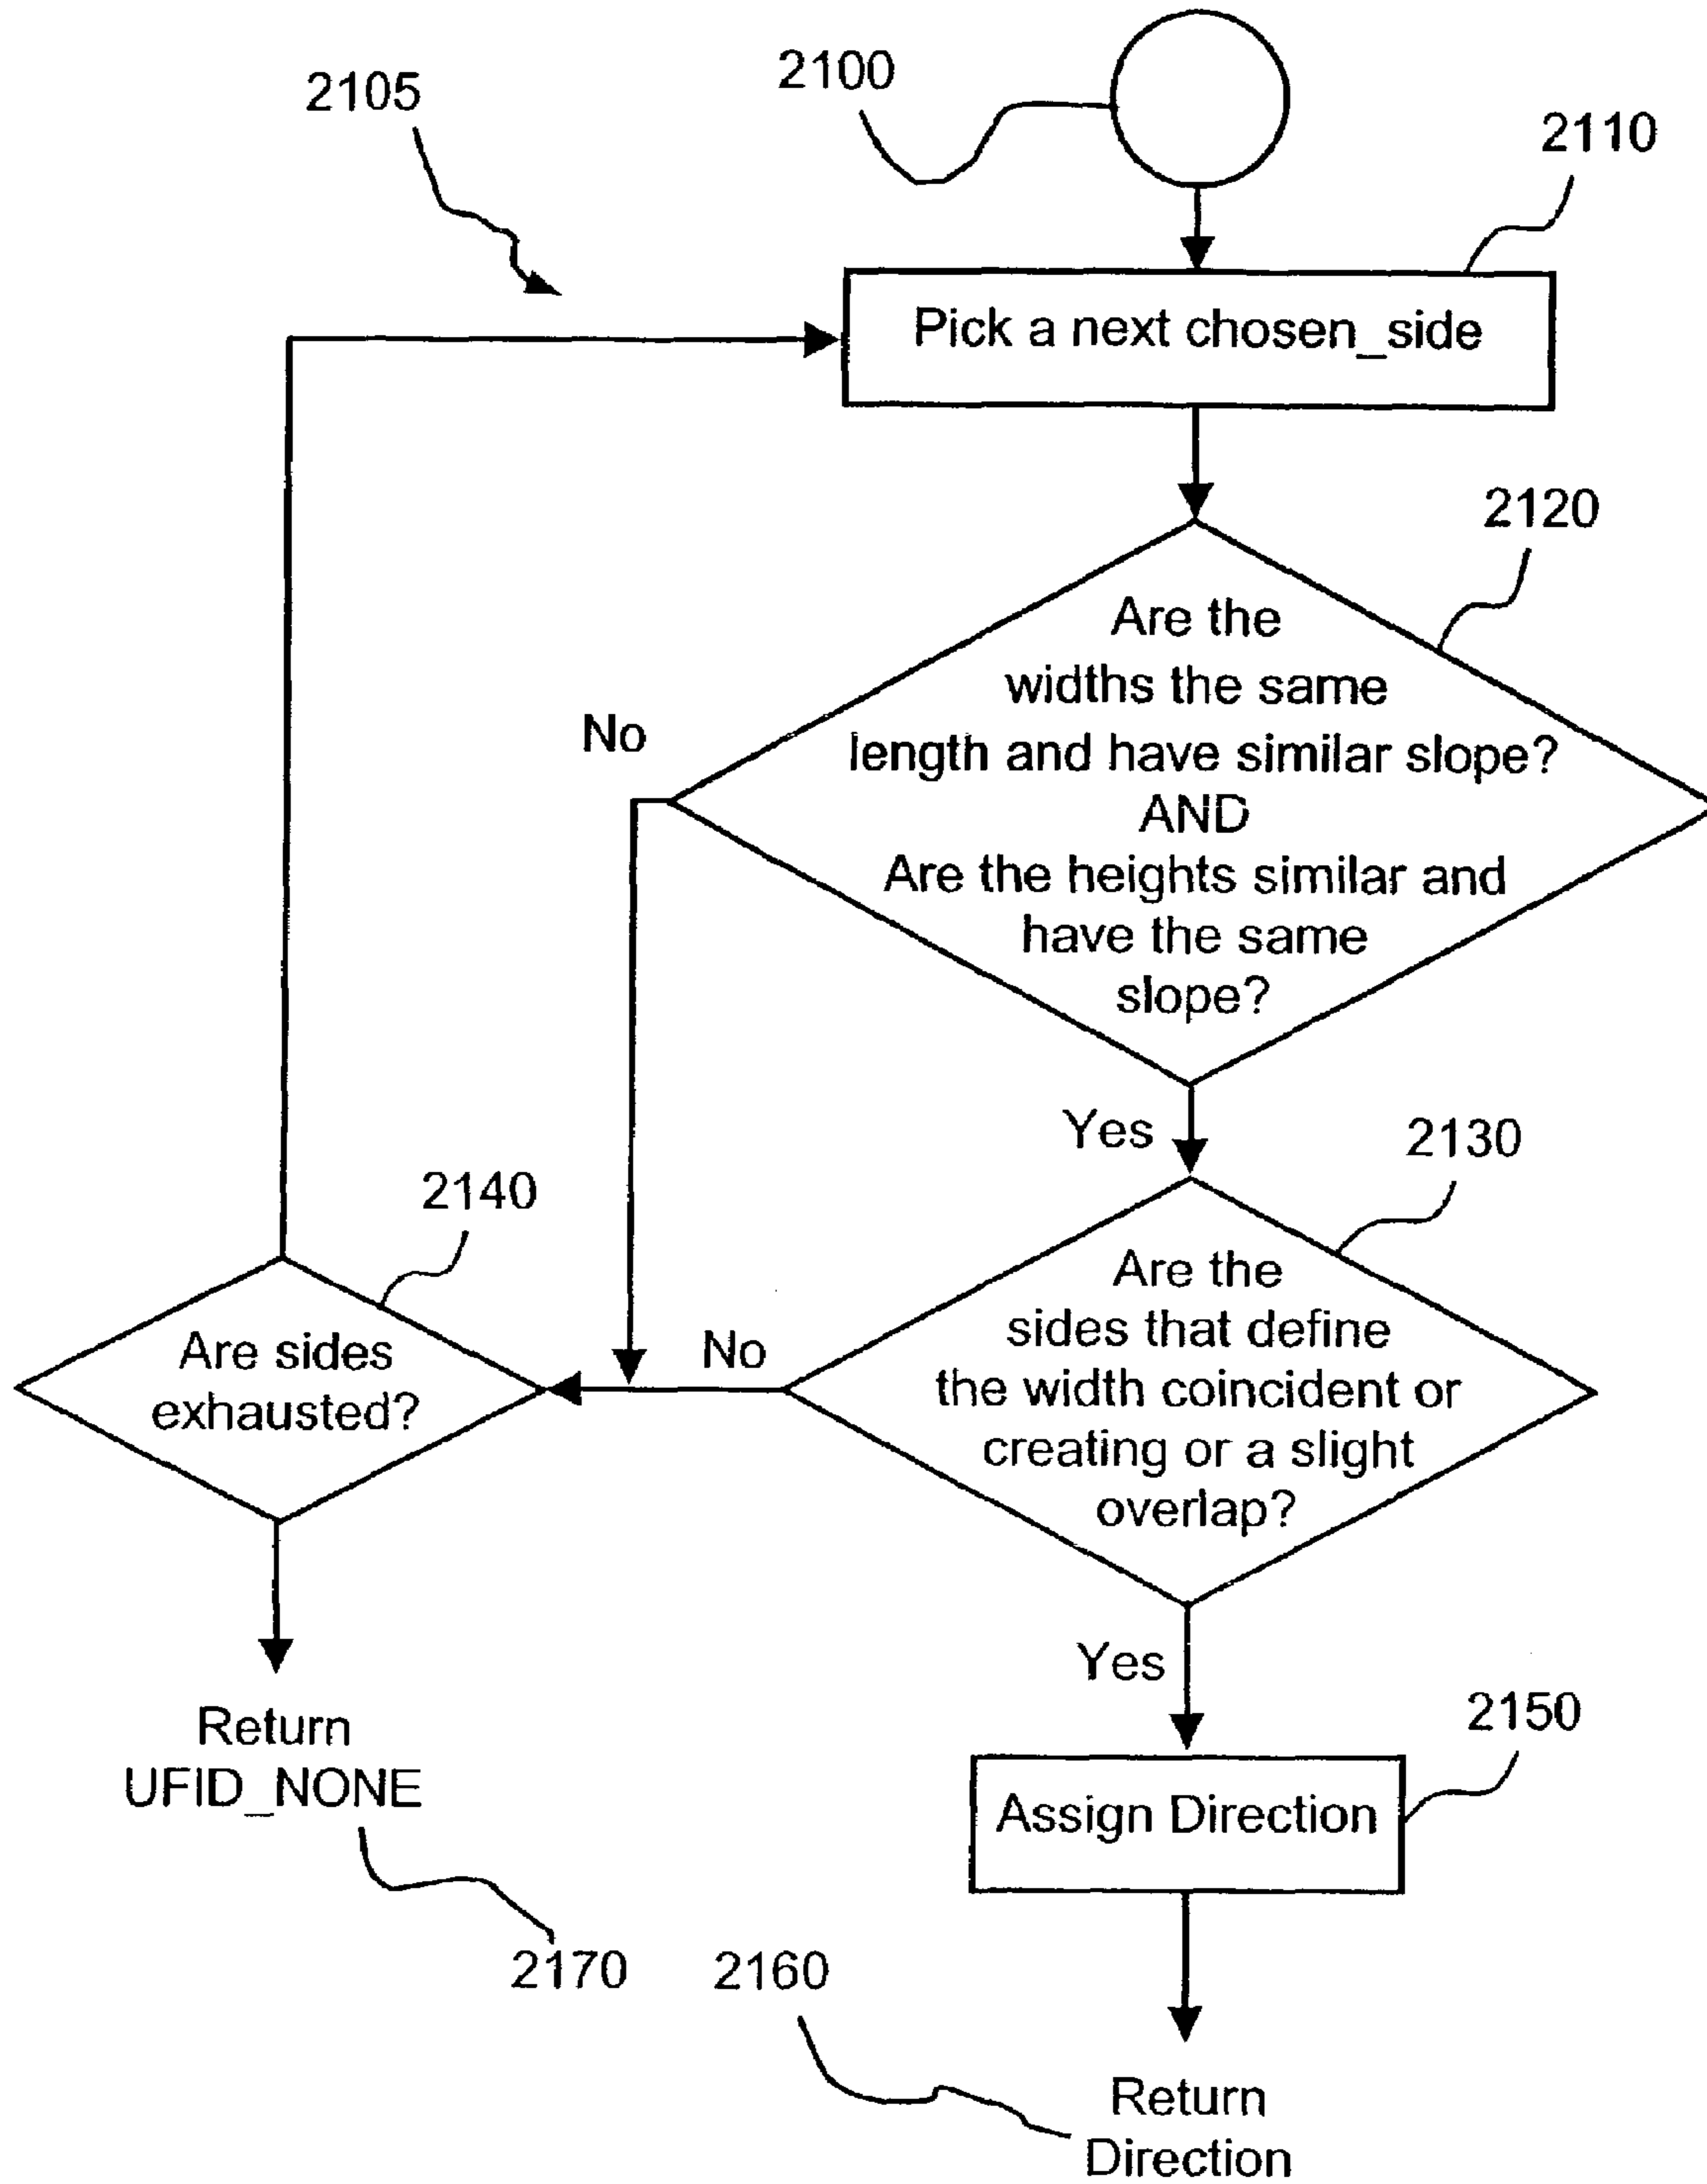 2105
2100
2110
Pick a next chosen_side
2120
Are the
widths the same
length and have similar slope?
AND
Are the heights similar and
have the same
slope?
No
Yes
2130
2140
Are the
sides that define
the width coincident or
creating or a slight
overlap?
No
Are sides
exhausted?
Yes
2150
Assign Direction
Return
UFID_NONE
2170
2160
Return
Direction